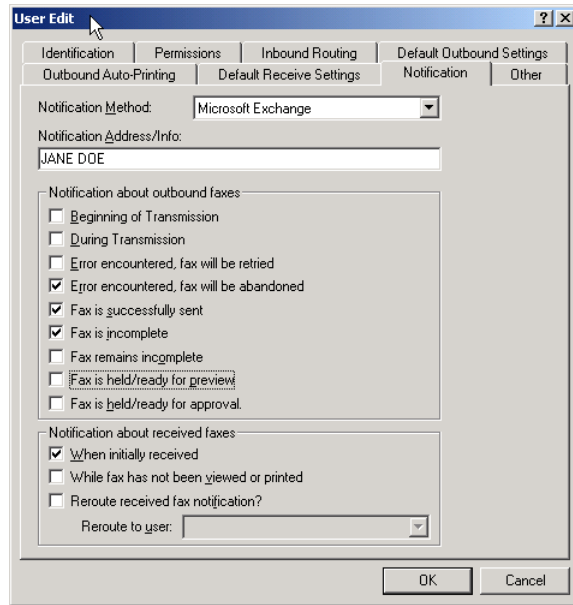 User Edit
Identification Permissions Inbound Routing Default Outbound Settings
Outbound Auto-Printing Default Receive Settings Notification Other
Notification Method: Microsoft Exchange
Notification Address/Info:
JANE DOE
Notification about outbound faxes
Beginning of Transmission
During Transmission
Error encountered, fax will be retried
Error encountered, fax will be abandoned
Fax is successfully sent
Fax is incomplete
Fax remains incomplete
Fax is held/ready for preview
Fax is held/ready for approval.
Notification about received faxes
When initially received
While fax has not been viewed or printed
Reroute received fax notification?
Reroute to user:
OK Cancel